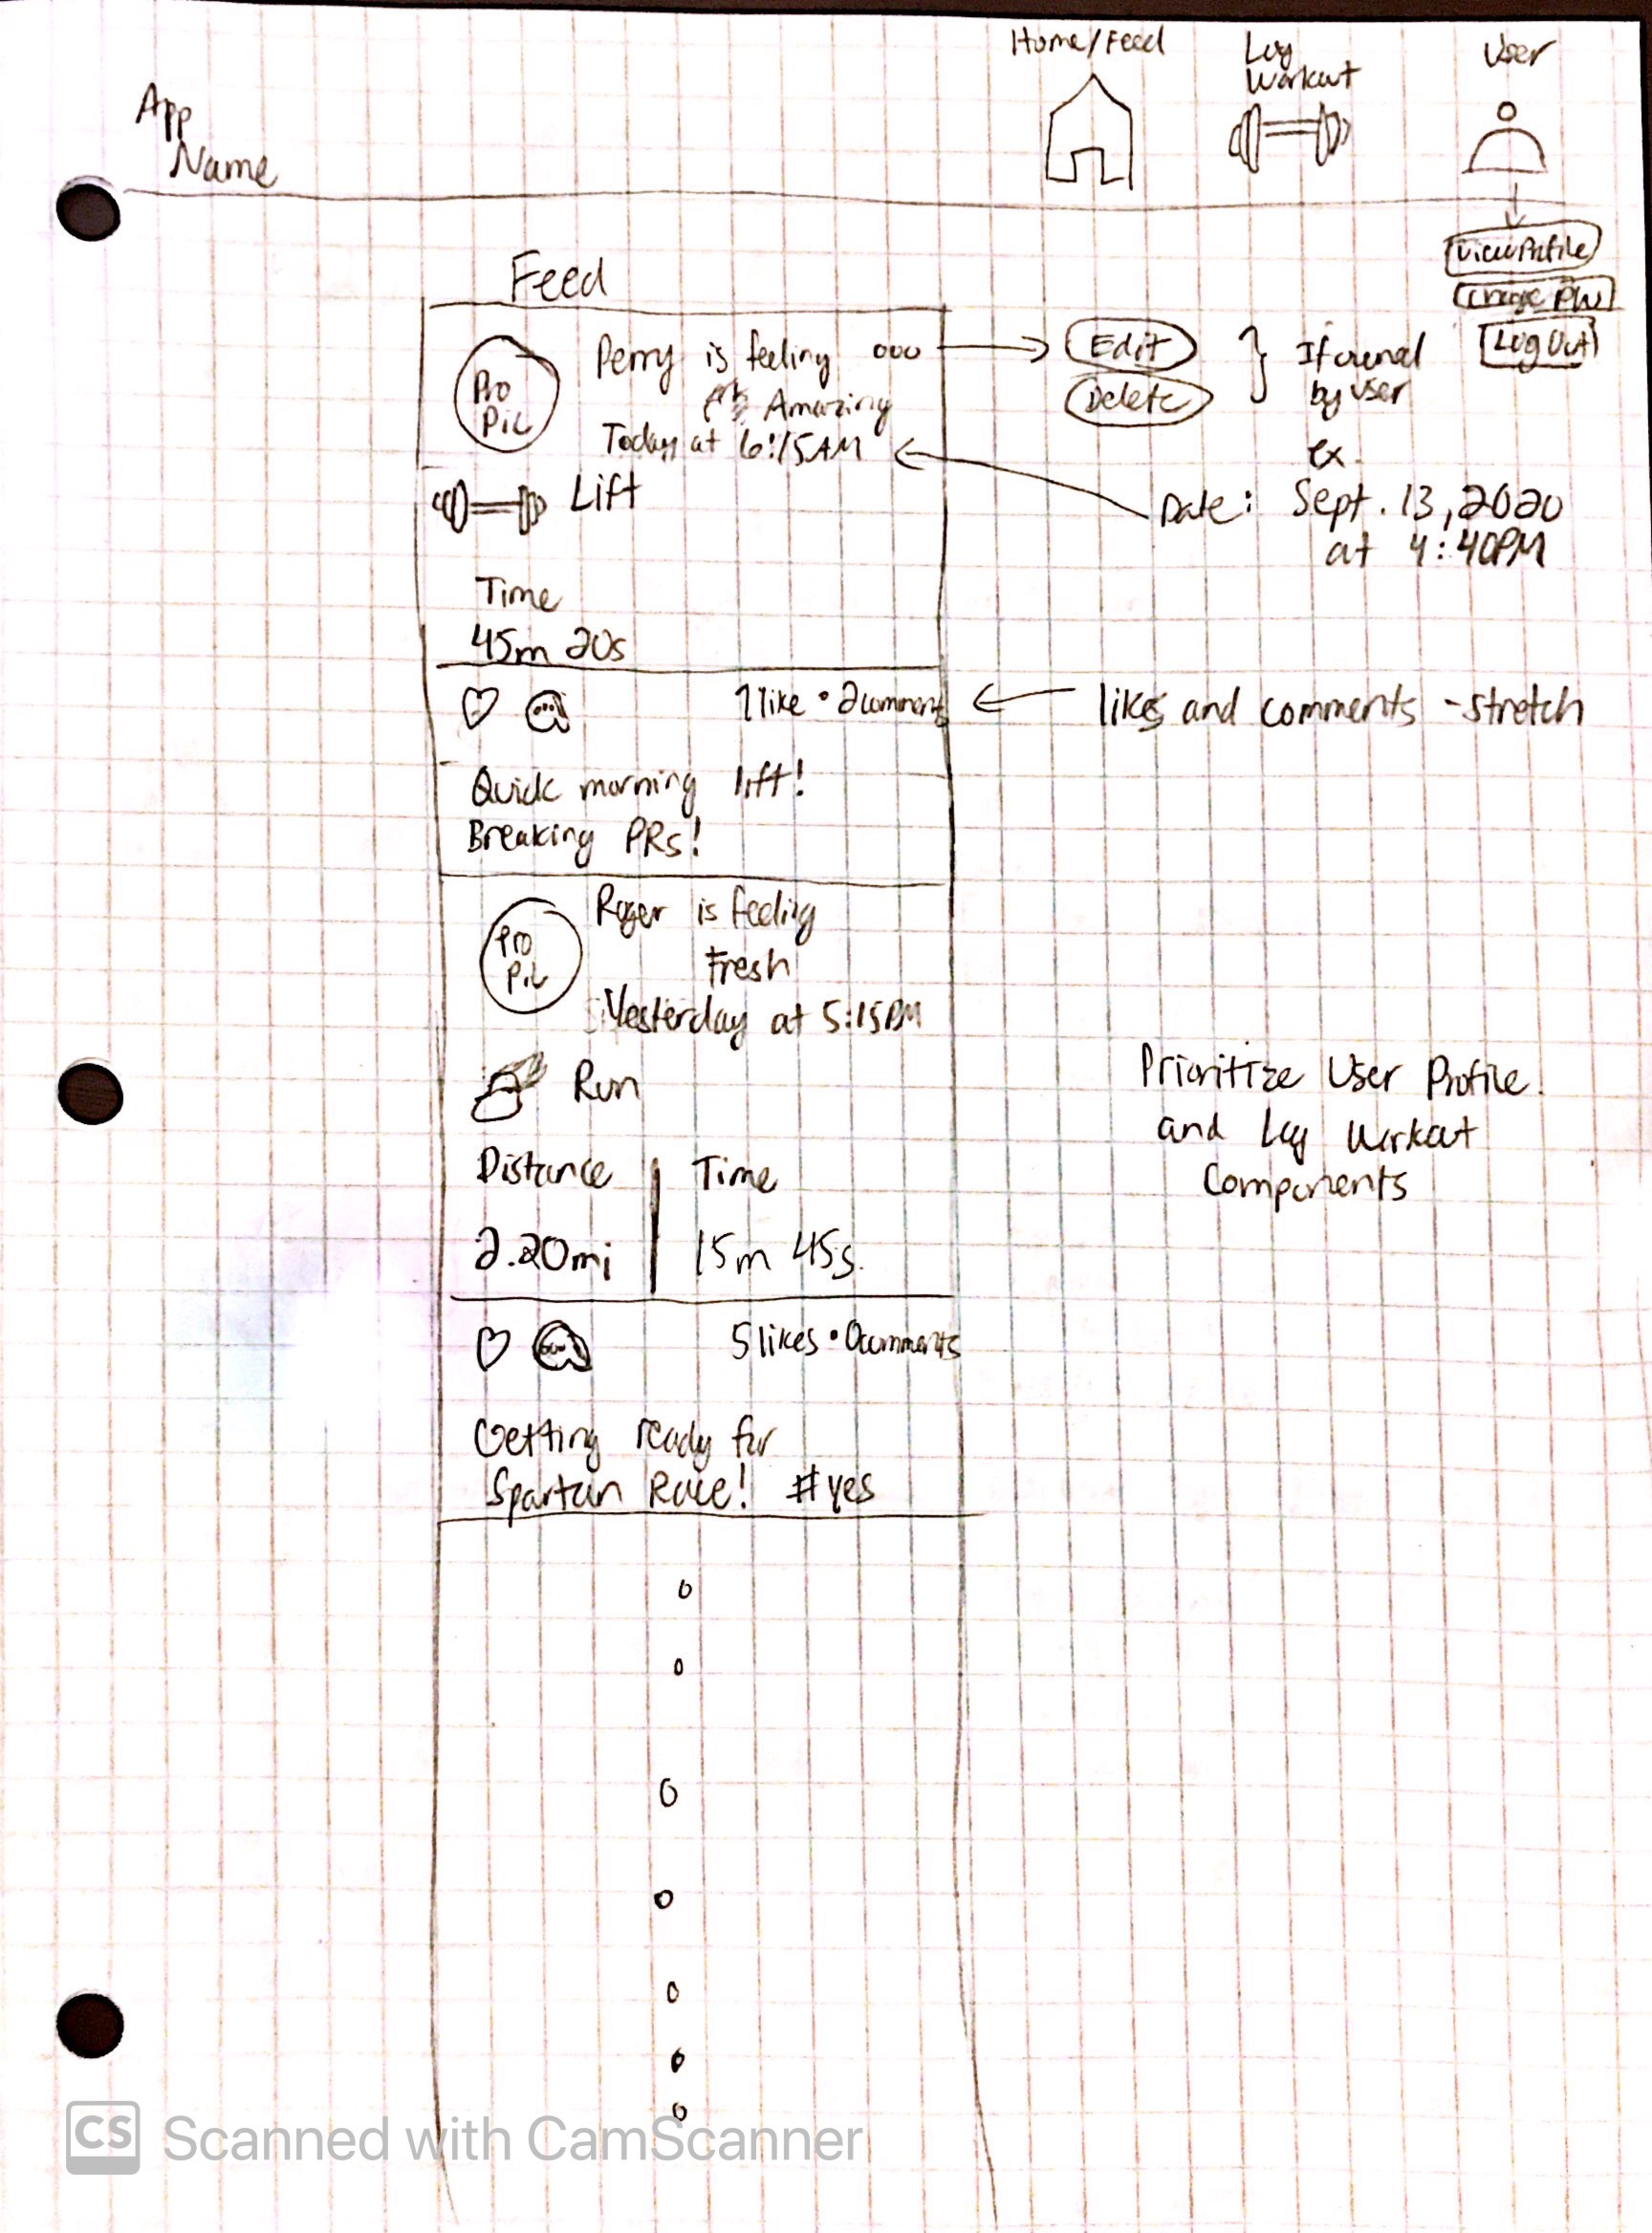 Home/Feed
Log
Workout
User
App
Name
View Profile
Change PW
Log Out
Feed
Pro
Pic
Perry is feeling ooo
Amazing
Today at 6:15AM
Edit
Delete
If owned
by user
ex.
Date: Sept. 13, 2020
at 4:40PM
Lift
Time
45m 20s
1 like • 2 comments
likes and comments - stretch
Quick morning lift!
Breaking PRs!
Pro
Pic
Roger is feeling
Fresh
Yesterday at 5:15PM
Run
Distance | Time
2.20mi | 15m 45s.
Prioritize User Profile.
and Log Workout
Components
5 likes • 0 comments
Getting ready for
Spartan Race! #yes
CS Scanned with CamScanner